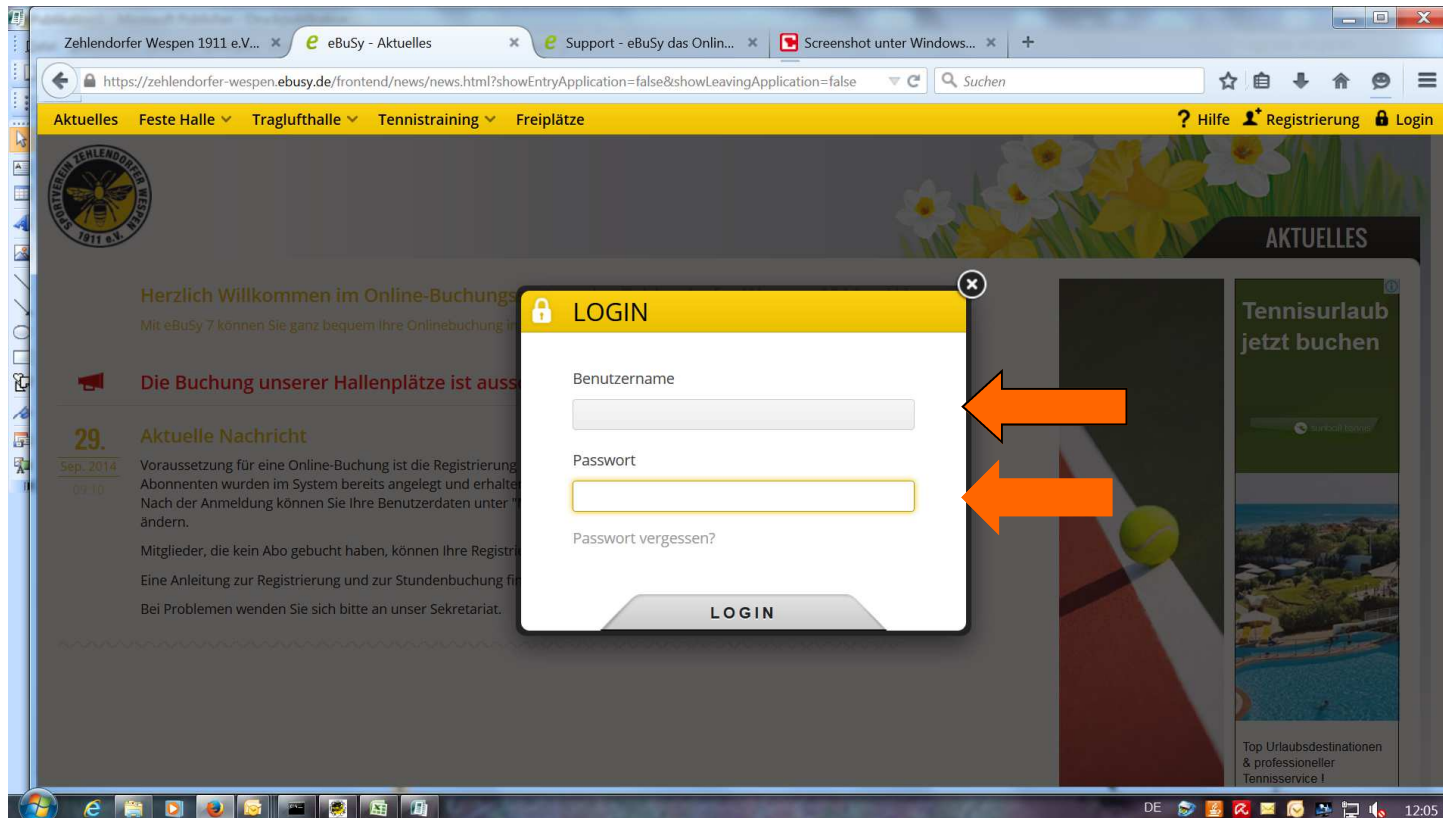 Zehlendorfer Wespen 1911 e.V...
eBuSy - Aktuelles
Support - eBuSy das Onlin...
Screenshot unter Windows...
https://zehlendorfer-wespen.ebusy.de/frontend/news/news.html?showEntryApplication=false&showLeavingApplication=false
Suchen
Aktuelles Feste Halle Traglufthalle Tennistraining Freiplätze
? Hilfe Registrierung Login
SPORTVEREIN ZEHLENDORFER WESPEN 1911 e.V.
AKTUELLES
Herzlich Willkommen im Online-Buchungs
Mit eBuSy 7 können Sie ganz bequem Ihre Onlinebuchung
Die Buchung unserer Hallenplätze ist auss
29.
Sep. 2014
09:10
Aktuelle Nachricht
Voraussetzung für eine Online-Buchung ist die Registrierung
Abonnenten wurden im System bereits angelegt und erhalte
Nach der Anmeldung können Sie Ihre Benutzerdaten unter "
ändern.
Mitglieder, die kein Abo gebucht haben, können Ihre Registri
Eine Anleitung zur Registrierung und zur Stundenbuchung fi
Bei Problemen wenden Sie sich bitte an unser Sekretariat.
LOGIN
Benutzername
Passwort
Passwort vergessen?
LOGIN
Tennisurlaub
jetzt buchen
Top Urlaubsdestinationen
& professioneller
Tennisservice !
DE
12:05